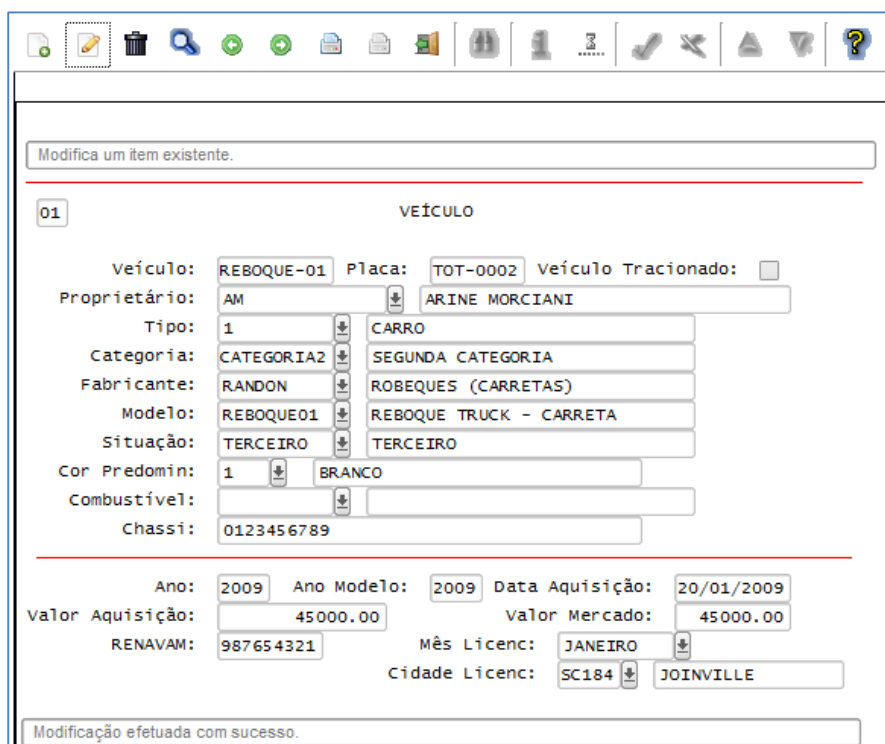 Modifica um item existente.
01 VEÍCULO
Veículo: REBOQUE-01 Placa: TOT-0002 Veículo Tracionado:
Proprietário: AM ARINE MORCIANI
Tipo: 1 CARRO
Categoria: CATEGORIA2 SEGUNDA CATEGORIA
Fabricante: RANDON ROBEQUES (CARRETAS)
Modelo: REBOQUE01 REBOQUE TRUCK - CARRETA
Situação: TERCEIRO TERCEIRO
Cor Predomin: 1 BRANCO
Combustível:
Chassi: 0123456789
Ano: 2009 Ano Modelo: 2009 Data Aquisição: 20/01/2009
Valor Aquisição: 45000.00 Valor Mercado: 45000.00
RENAVAM: 987654321 Mês Licenc: JANEIRO
Cidade Licenc: SC184 JOINVILLE
Modificação efetuada com sucesso.